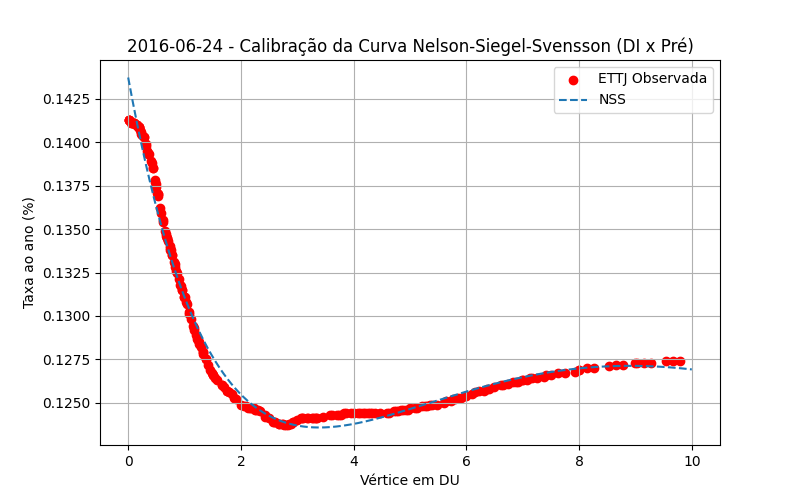 2016-06-24 - Calibração da Curva Nelson-Siegel-Svensson (DI x Pré)
ETTJ Observada
NSS
Taxa ao ano (%)
0.1425
0.1400
0.1375
0.1350
0.1325
0.1300
0.1275
0.1250
0 2 4 6 8 10
Vértice em DU